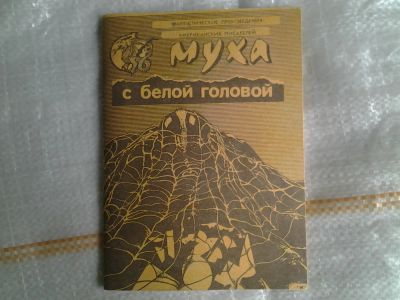 ФАНТАСТИЧЕСКИЕ ПРОИЗВЕДЕНИЯ
АМЕРИКАНСКИХ ПИСАТЕЛЕЙ
муха
с белой головой